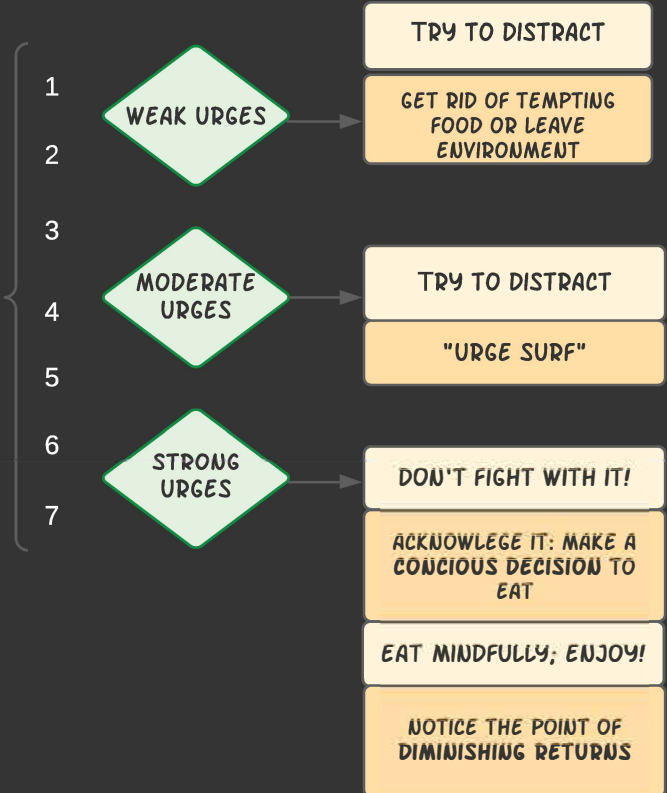 1
2
3
4
5
6
7
WEAK URGES
TRY TO DISTRACT
GET RID OF TEMPTING
FOOD OR LEAVE
ENVIRONMENT
MODERATE
URGES
TRY TO DISTRACT
"URGE SURF"
STRONG
URGES
DON'T FIGHT WITH IT!
ACKNOWLEGE IT: MAKE A
CONCIOUS DECISION TO
EAT
EAT MINDFULLY; ENJOY!
NOTICE THE POINT OF
DIMINISHING RETURNS